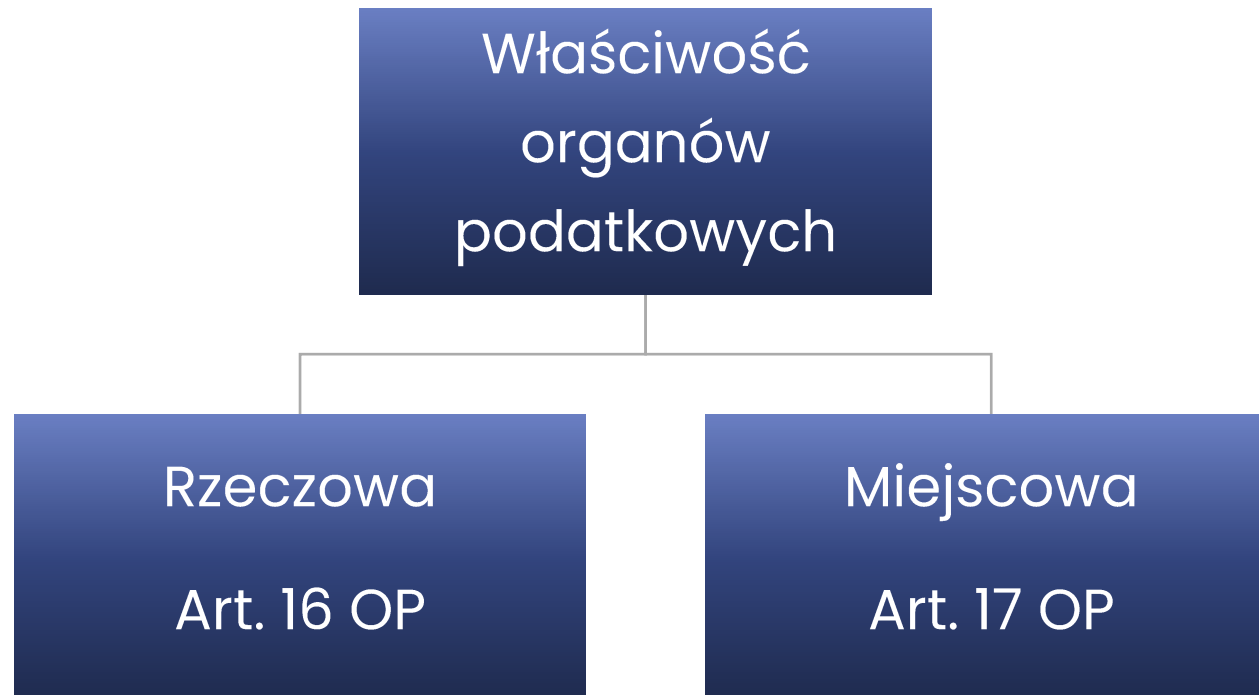 Właściwość
organów
podatkowych
Rzeczowa
Art. 16 OP
Miejscowa
Art. 17 OP